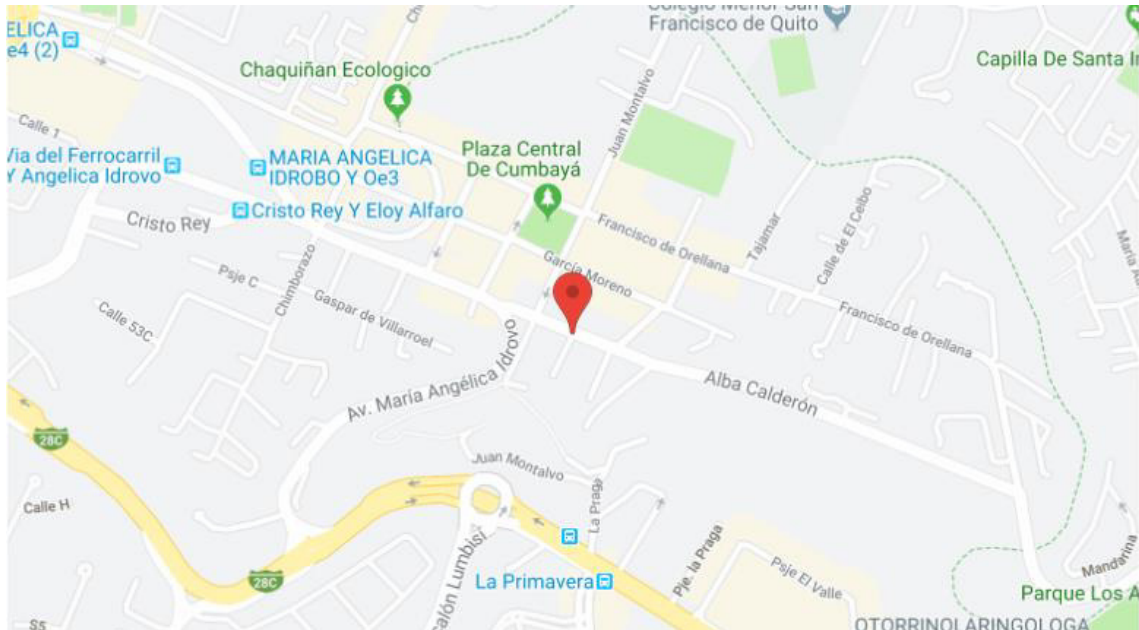 Colegio Menor San
Francisco de Quito
ELICA
e4 (2)
Capilla De Santa
Chaquiñan Ecologico
Juan Montalvo
Calle 1
Via del Ferrocarril
Y Angelica Idrovo
MARIA ANGELICA
IDROBO Y Oe3
Plaza Central
De Cumbayá
Cristo Rey Y Eloy Alfaro
Cristo Rey
Francisco de Orellana
Tajamar
Calle de El Ceibo
García Moreno
Psje C
Chimborazo
Gaspar de Villarroel
Calle 53C
Francisco de Orellana
Av. María Angélica Idrovo
Alba Calderón
28C
Juan Montalvo
La Praga
Calle H
28C
La Primavera
Pje. la Praga
Psje El Valle
Mandarina
Parque Los
Lumbisí
S5
OTORRINOLARINGOLOGA